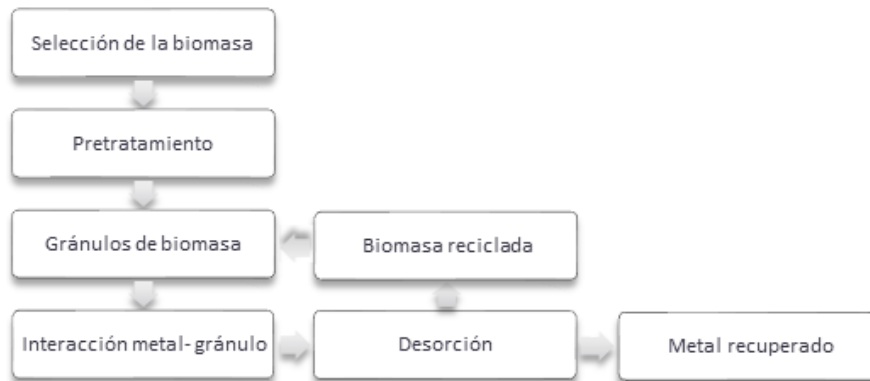 Selección de la biomasa
Pretratamiento
Gránulos de biomasa
Biomasa reciclada
Interacción metal- gránulo
Desorción
Metal recuperado